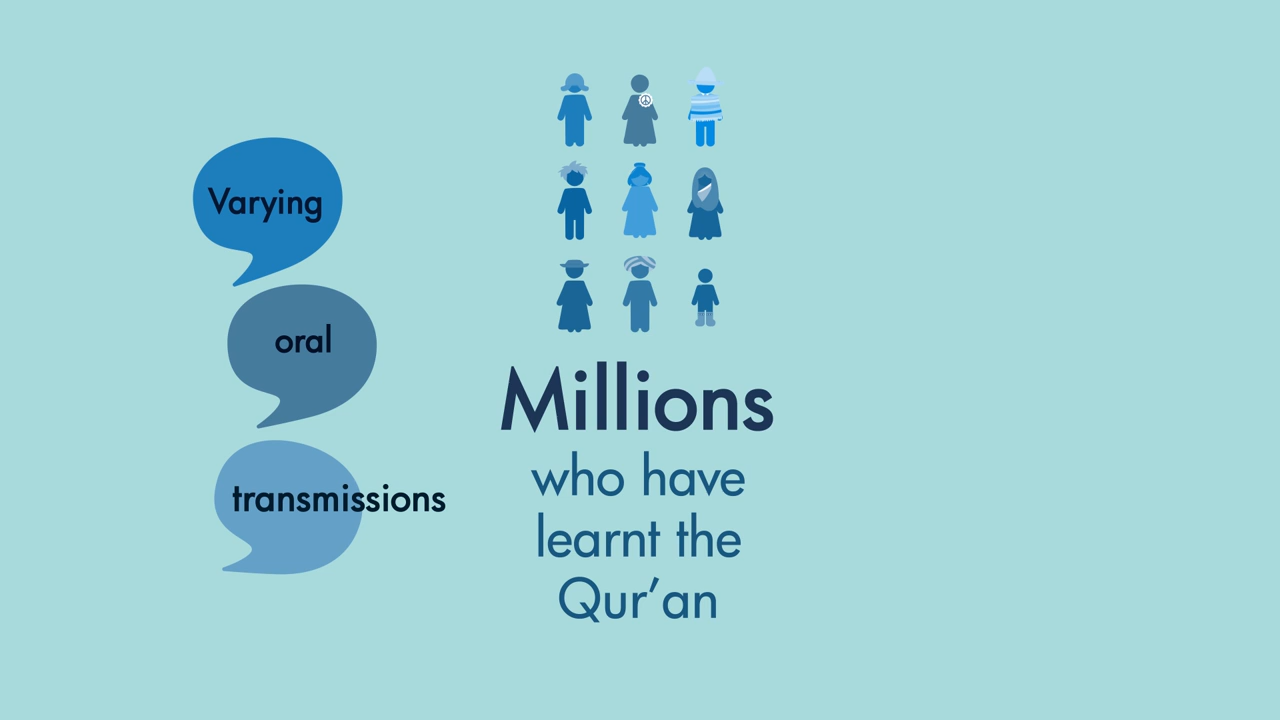 Varying
oral
transmissions
Millions
who have
learnt the
Qur’an